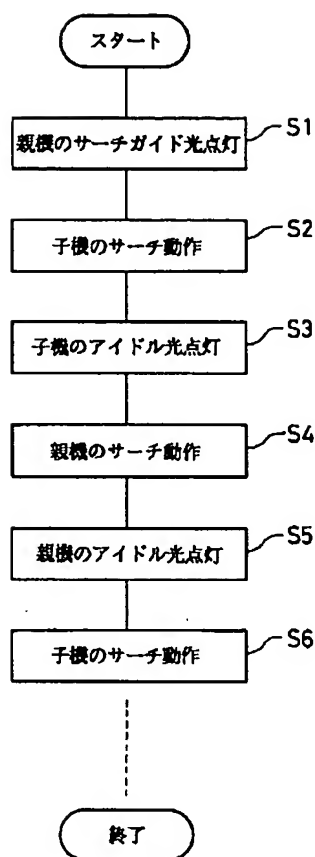 スタート
親機のサーチガイド光点灯
S1
子機のサーチ動作
S2
子機のアイドル光点灯
S3
親機のサーチ動作
S4
親機のアイドル光点灯
S5
子機のサーチ動作
S6
終了